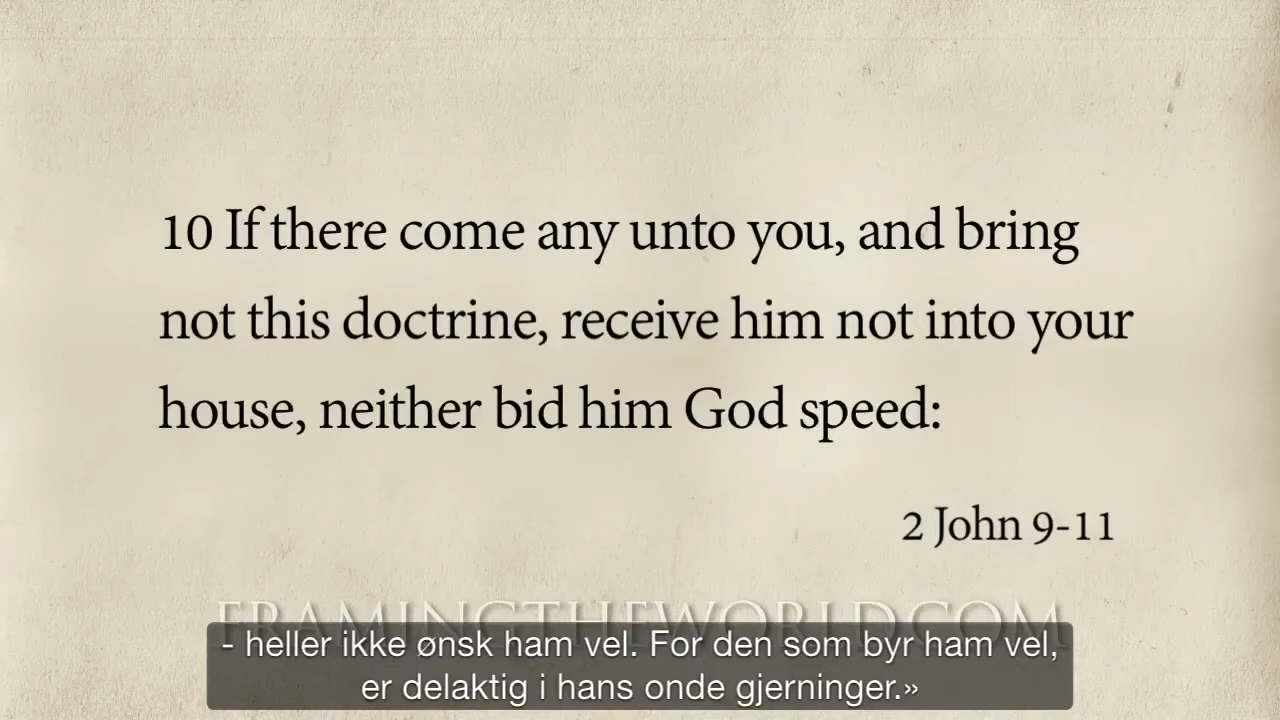 10 If there come any unto you, and bring
not this doctrine, receive him not into your
house, neither bid him God speed:
2 John 9-11
FRAMINGTHEWORLD.COM
- heller ikke ønsk ham vel. For den som byr ham vel,
er delaktig i hans onde gjerninger.»